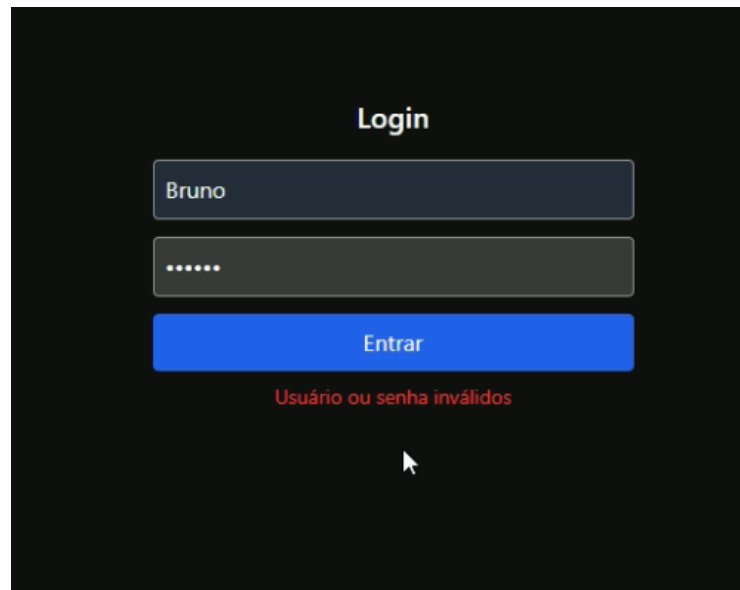 Login
Bruno
••••••
Entrar
Usuário ou senha inválidos